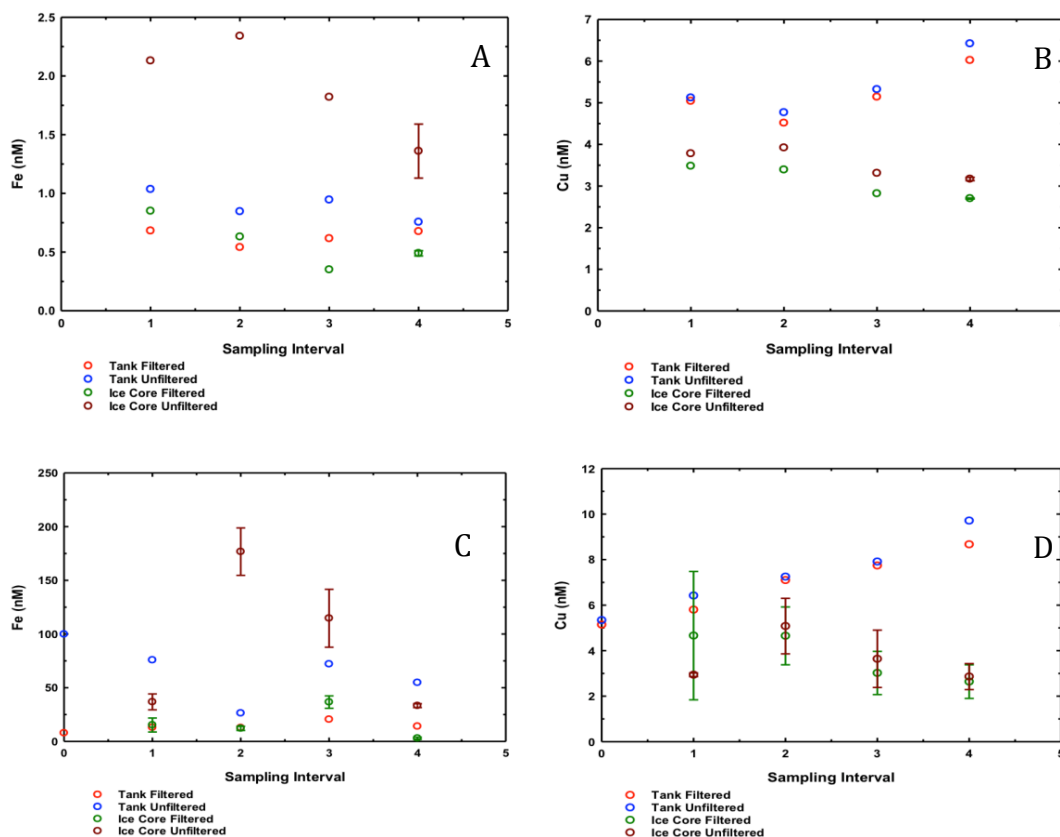 A
Fe (nM)
2.5
2.0
1.5
1.0
0.5
0.0
0 1 2 3 4 5
Sampling Interval
Tank Filtered
Tank Unfiltered
Ice Core Filtered
Ice Core Unfiltered
B
Cu (nM)
7
6
5
4
3
2
1
0
0 1 2 3 4 5
Sampling Interval
Tank Filtered
Tank Unfiltered
Ice Core Filtered
Ice Core Unfiltered
C
Fe (nM)
250
200
150
100
50
0
0 1 2 3 4 5
Sampling Interval
Tank Filtered
Tank Unfiltered
Ice Core Filtered
Ice Core Unfiltered
D
Cu (nM)
12
10
8
6
4
2
0
0 1 2 3 4 5
Sampling Interval
Tank Filtered
Tank Unfiltered
Ice Core Filtered
Ice Core Unfiltered